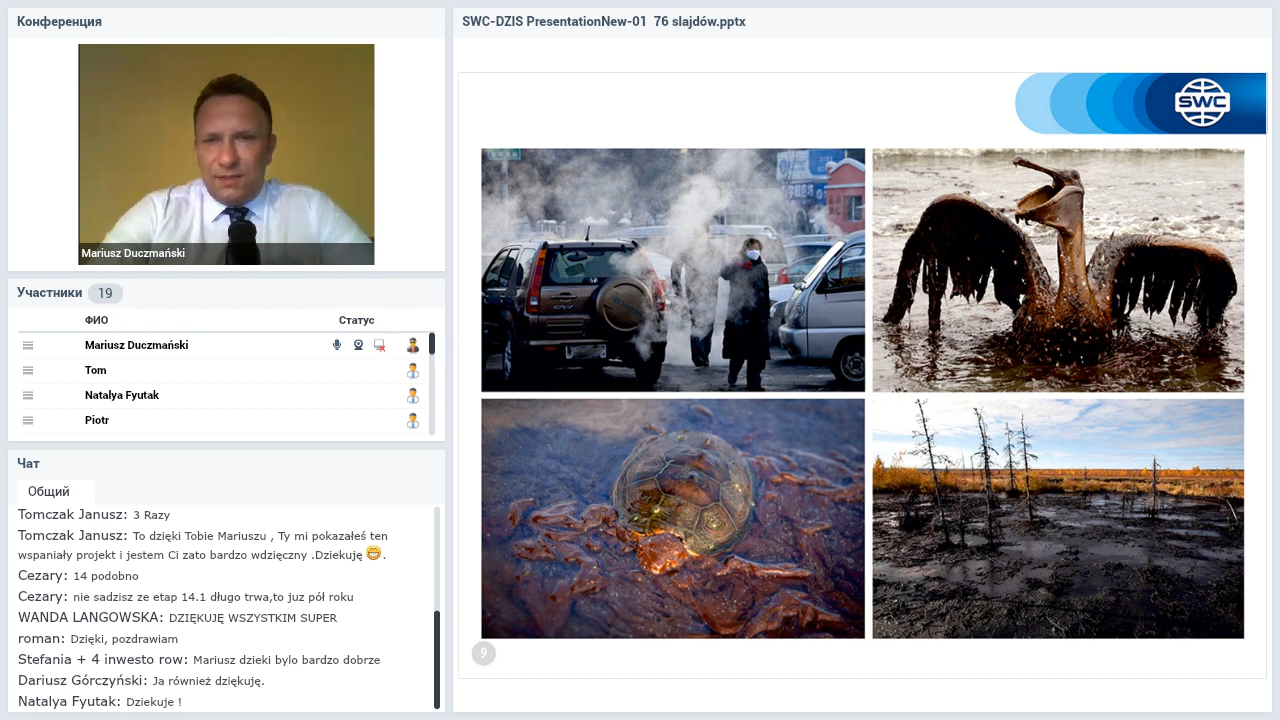 Конференция
Mariusz Duczmański
Участники 19
ФИО Статус
Mariusz Duczmański
Tom
Natalya Fyutak
Piotr
Чат
Общий
Tomczak Janusz: 3 Razy
Tomczak Janusz: To dzięki Tobie Mariuszu , Ty mi pokazałeś ten
wspaniały projekt i jestem Ci zato bardzo wdzięczny .Dziekuję 😁.
Cezary: 14 podobno
Cezary: nie sadzisz ze etap 14.1 długo trwa,to juz pół roku
WANDA LANGOWSKA: DZIĘKUJĘ WSZYSTKIM SUPER
roman: Dzięki, pozdrawiam
Stefania + 4 inwesto row: Mariusz dzieki bylo bardzo dobrze
Dariusz Górczyński: Ja również dziękuję.
Natalya Fyutak: Dziekuje !
SWC-DZIS PresentationNew-01 76 slajdów.pptx
SWC
9